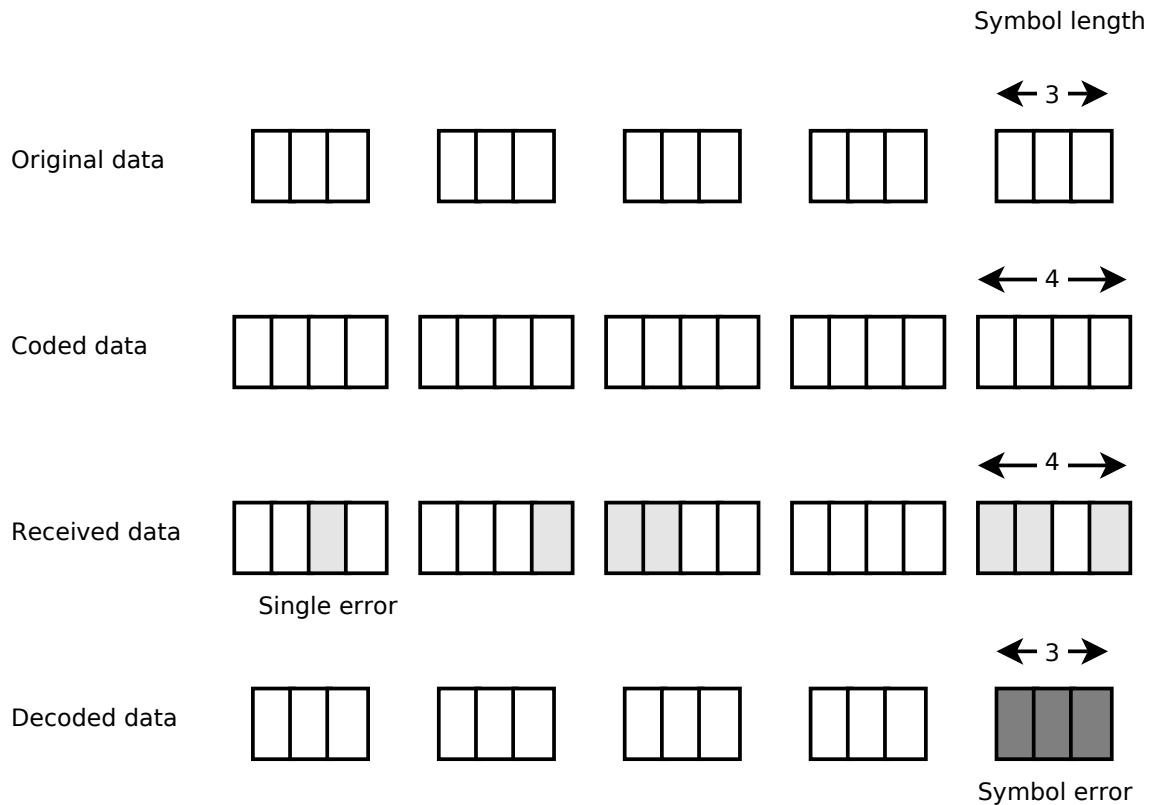 Symbol length
3
Original data
4
Coded data
4
Received data
Single error
3
Decoded data
Symbol error